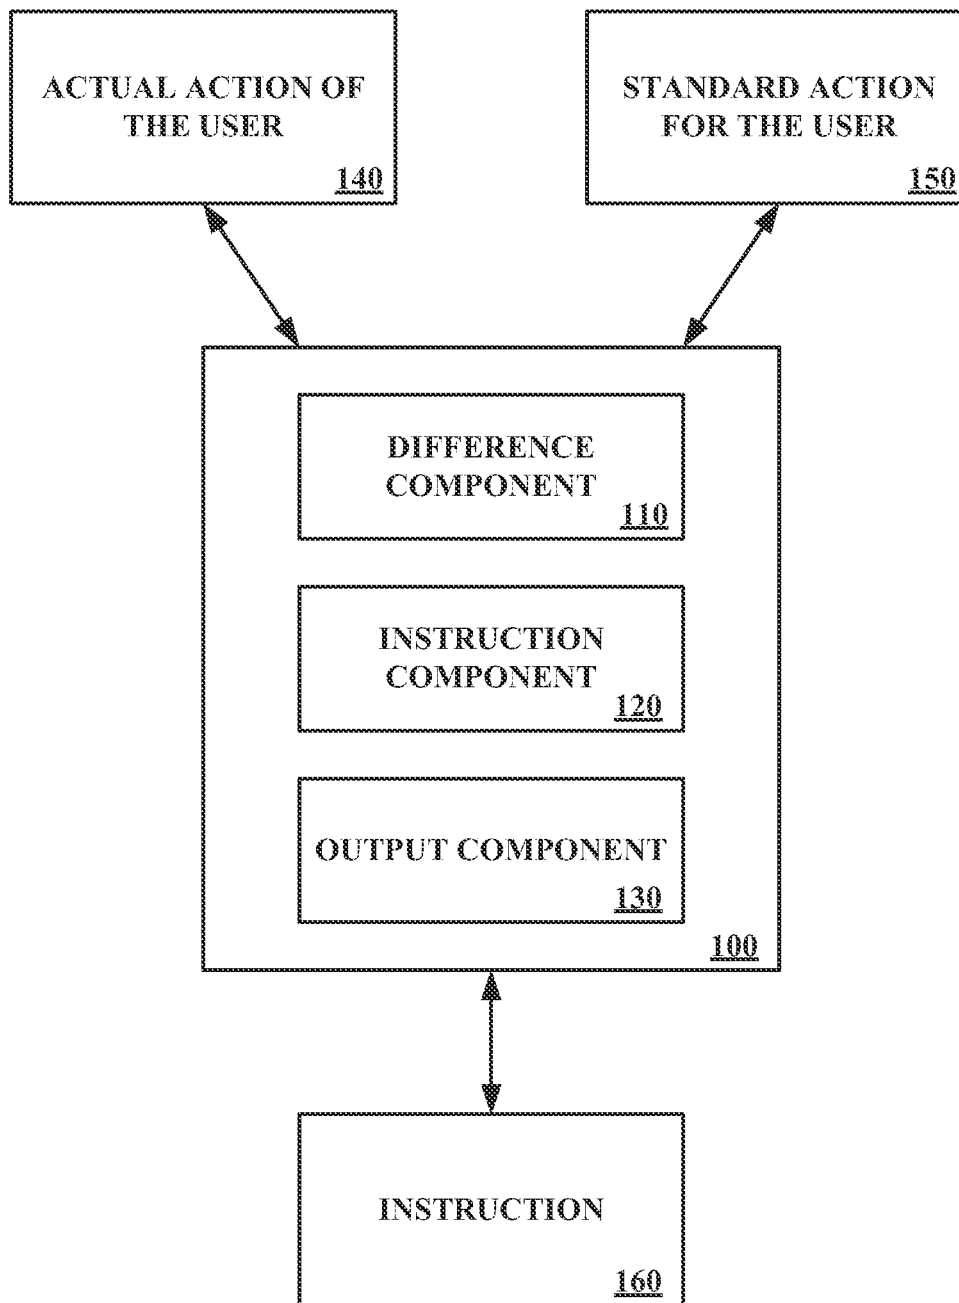 ACTUAL ACTION OF
THE USER
140
STANDARD ACTION
FOR THE USER
150
DIFFERENCE
COMPONENT
110
INSTRUCTION
COMPONENT
120
OUTPUT COMPONENT
130
100
INSTRUCTION
160